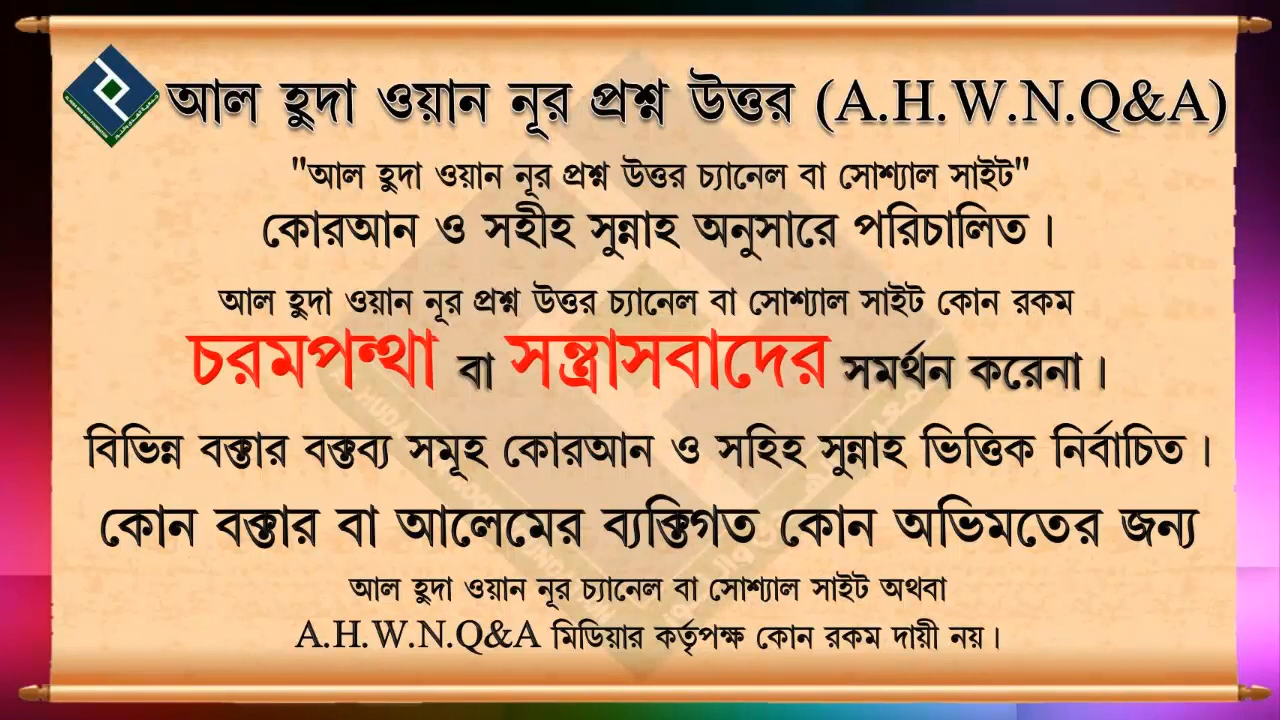 আল হুদা ওয়ান নূর প্রশ্ন উত্তর (A.H.W.N.Q&A)
"আল হুদা ওয়ান নূর প্রশ্ন উত্তর চ্যানেল বা সোশ্যাল সাইট"
কোরআন ও সহীহ সুন্নাহ অনুসারে পরিচালিত।
আল হুদা ওয়ান নূর প্রশ্ন উত্তর চ্যানেল বা সোশ্যাল সাইট কোন রকম
চরমপন্থা বা সন্ত্রাসবাদের সমর্থন করেনা।
বিভিন্ন বক্তার বক্তব্য সমূহ কোরআন ও সহিহ সুন্নাহ ভিত্তিক নির্বাচিত।
কোন বক্তার বা আলেমের ব্যক্তিগত কোন অভিমতের জন্য
আল হুদা ওয়ান নূর চ্যানেল বা সোশ্যাল সাইট অথবা
A.H.W.N.Q&A মিডিয়ার কর্তৃপক্ষ কোন রকম দায়ী নয়।